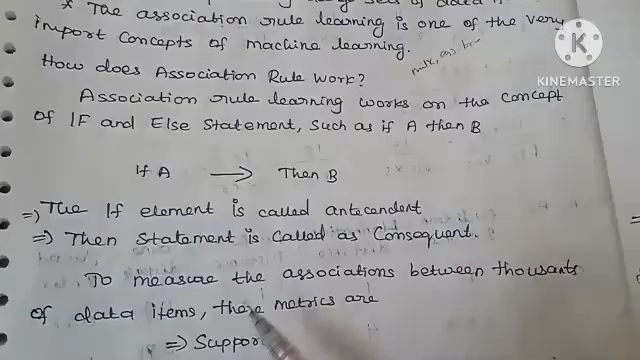 * The association rule learning is one of the very
import concepts of machine learning.
How does Association Rule Work?
Association rule learning works on the concept
of IF and Else Statement, such as if A then B
If A → Then B
⇒ The If element is called antecendent
⇒ Then Statement is called as Consequent.
To measure the associations between thousants
of data items, there metrics are
⇒ Suppor
KINEMASTER